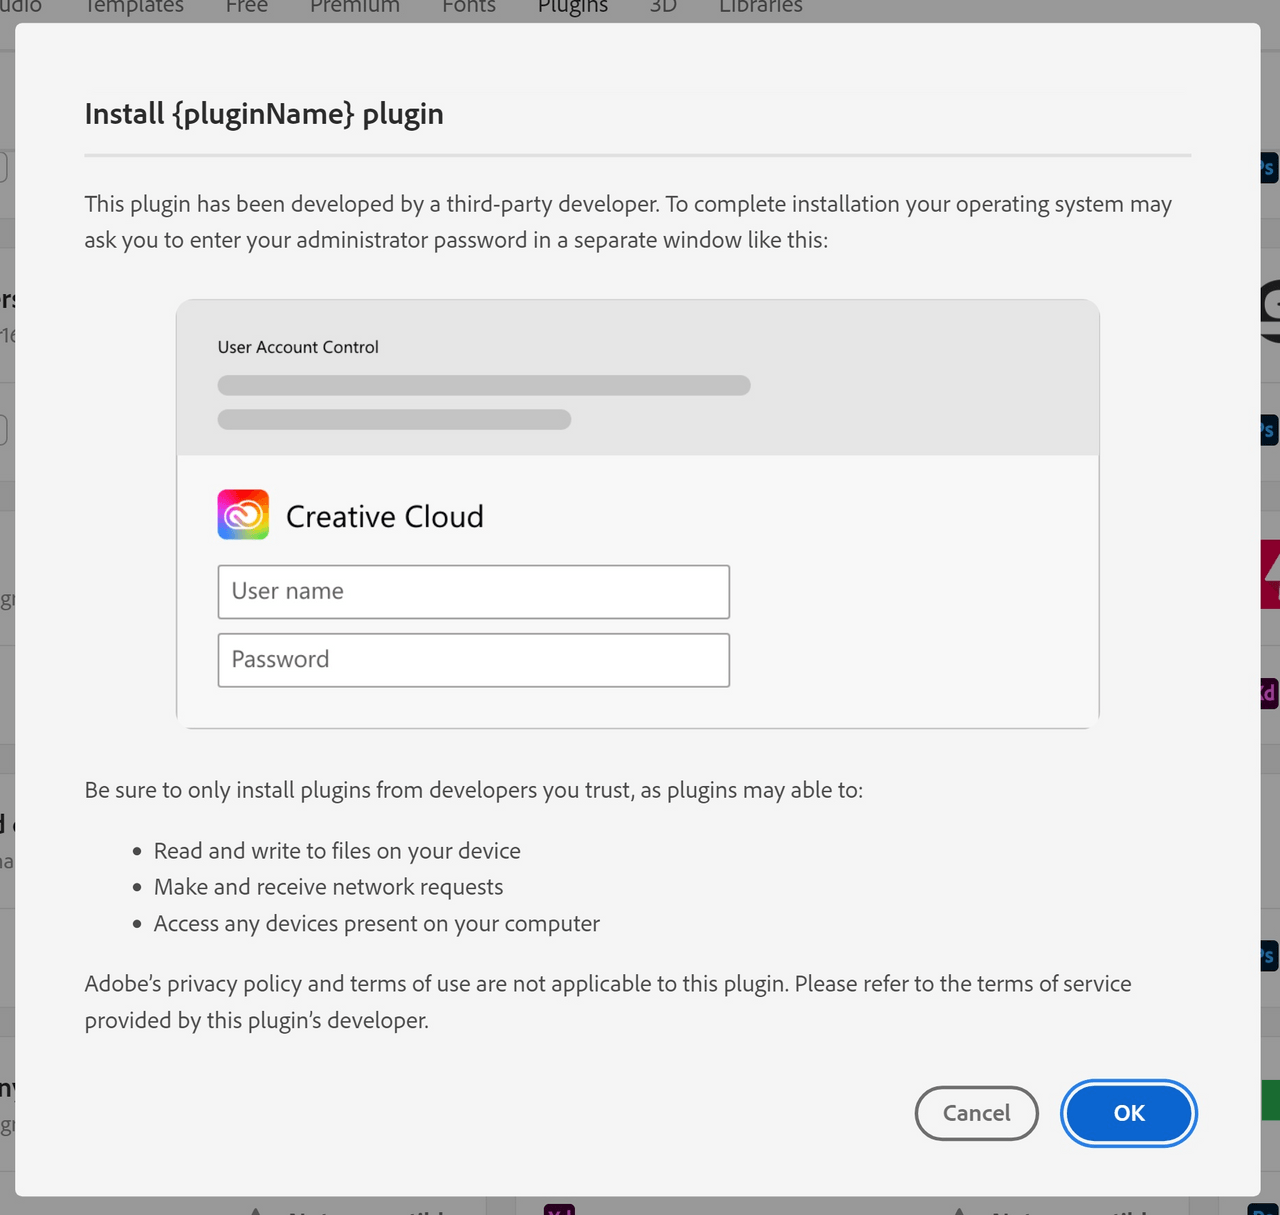 Templates Free Premium Fonts Plugins 3D Libraries
Install {pluginName} plugin
This plugin has been developed by a third-party developer. To complete installation your operating system may
ask you to enter your administrator password in a separate window like this:
User Account Control
Creative Cloud
User name
Password
Be sure to only install plugins from developers you trust, as plugins may able to:
• Read and write to files on your device
• Make and receive network requests
• Access any devices present on your computer
Adobe’s privacy policy and terms of use are not applicable to this plugin. Please refer to the terms of service
provided by this plugin’s developer.
Cancel OK